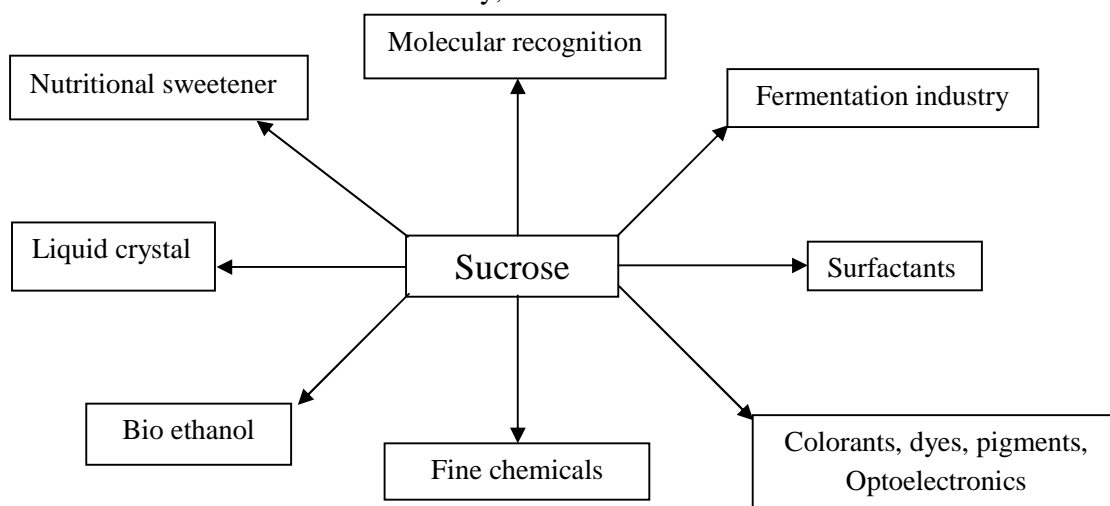 Molecular recognition
Nutritional sweetener
Fermentation industry
Liquid crystal
Sucrose
Surfactants
Bio ethanol
Fine chemicals
Colorants, dyes, pigments,
Optoelectronics